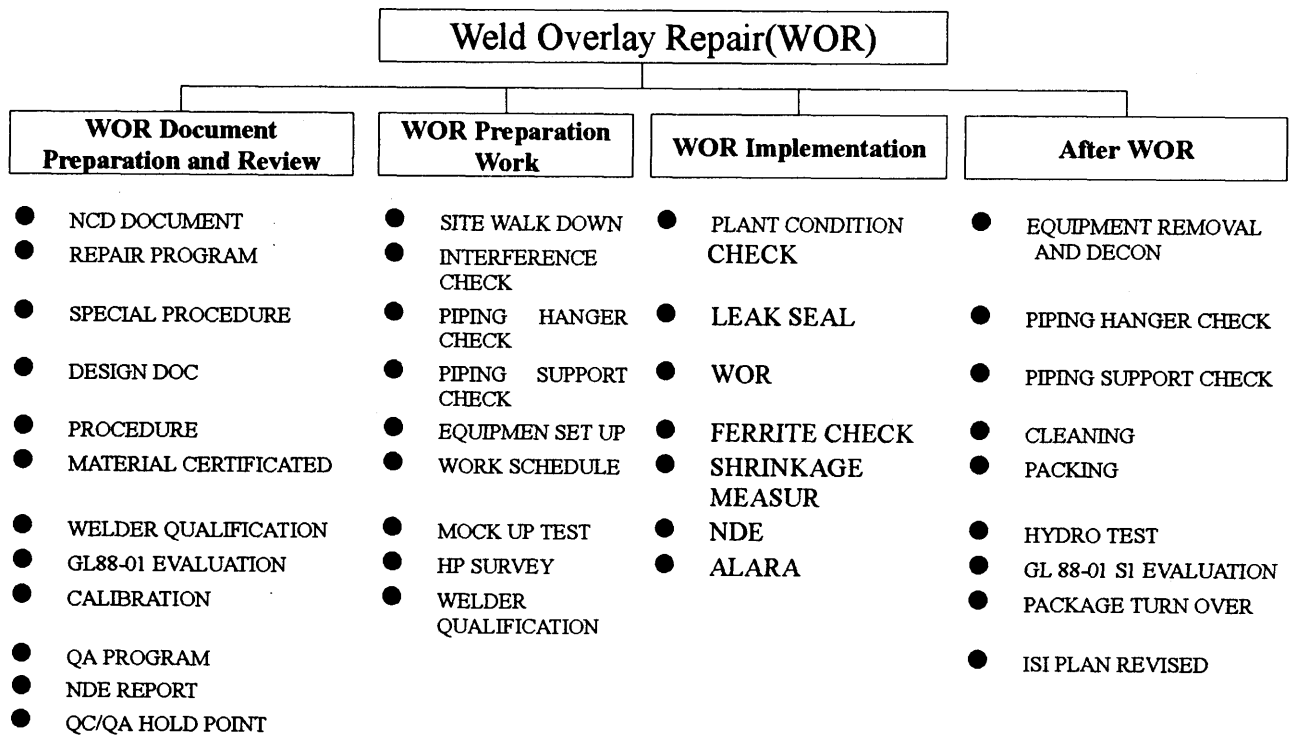 Weld Overlay Repair(WOR)
WOR Document
Preparation and Review
NCD DOCUMENT
REPAIR PROGRAM
SPECIAL PROCEDURE
DESIGN DOC
PROCEDURE
MATERIAL CERTIFICATED
WELDER QUALIFICATION
GL88-01 EVALUATION
CALIBRATION
QA PROGRAM
NDE REPORT
QC/QA HOLD POINT
WOR Preparation
Work
SITE WALK DOWN
INTERFERENCE
CHECK
PIPING HANGER
CHECK
PIPING SUPPORT
CHECK
EQUIPMEN SET UP
WORK SCHEDULE
MOCK UP TEST
HP SURVEY
WELDER
QUALIFICATION
WOR Implementation
PLANT CONDITION
CHECK
LEAK SEAL
WOR
FERRITE CHECK
SHRINKAGE
MEASUR
NDE
ALARA
After WOR
EQUIPMENT REMOVAL
AND DECON
PIPING HANGER CHECK
PIPING SUPPORT CHECK
CLEANING
PACKING
HYDRO TEST
GL 88-01 S1 EVALUATION
PACKAGE TURN OVER
ISI PLAN REVISED